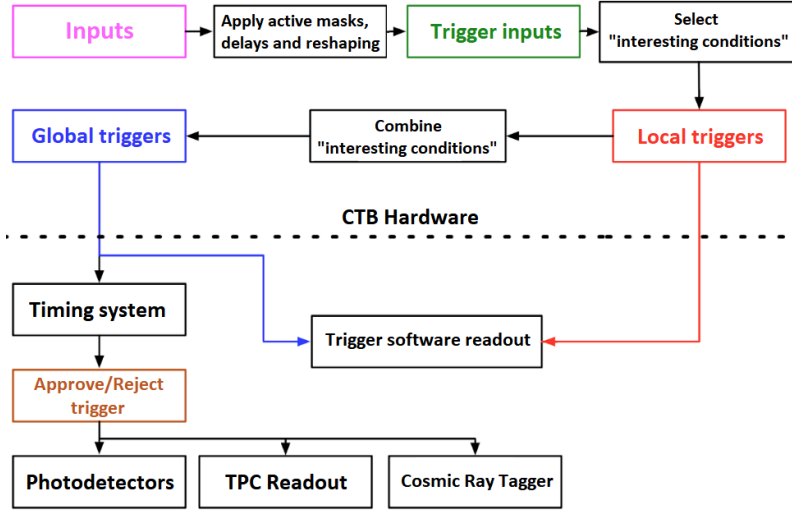 Inputs
Apply active masks,
delays and reshaping
Trigger inputs
Select
"interesting conditions"
Global triggers
Combine
"interesting conditions"
Local triggers
CTB Hardware
Timing system
Trigger software readout
Approve/Reject
trigger
Photodetectors
TPC Readout
Cosmic Ray Tagger